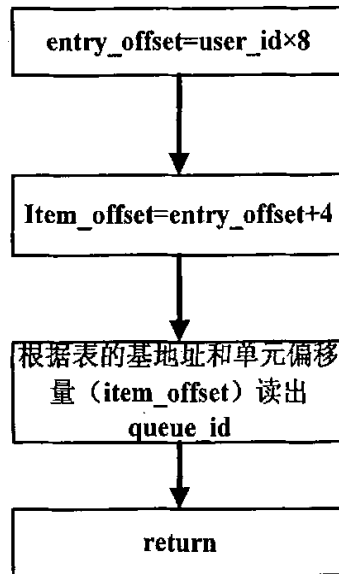 entry_offset=user_id×8
Item_offset=entry_offset+4
根据表的基地址和单元偏移
量（item_offset）读出
queue_id
return